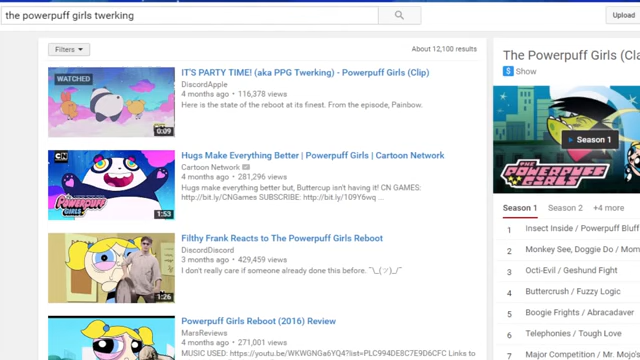 the powerpuff girls twerking
Upload
Filters
About 12,100 results
WATCHED
0:09
IT'S PARTY TIME! (aka PPG Twerking) - Powerpuff Girls (Clip)
DiscordAppie
4 months ago • 116,378 views
Here is the state of the reboot at its finest. From the episode, Painbow.
CN
POWERPUFF GIRLS
1:53
Hugs Make Everything Better | Powerpuff Girls | Cartoon Network
Cartoon Network
4 months ago • 281,296 views
Hugs make everything better but, Buttercup isn't having it! CN GAMES:
http://bit.ly/CNGames SUBSCRIBE: http://bit.ly/109Y6wq ...
1:26
Filthy Frank Reacts to The Powerpuff Girls Reboot
DiscordDiscord
3 months ago • 429,459 views
I don't really care if someone already done this before. ¯\_(ツ)_/¯
Powerpuff Girls Reboot (2016) Review
MarsReviews
4 months ago • 271,001 views
MUSIC USED: https://youtu.be/WKWGNGa6YQ4?list=PLC994DE8C7E9D6CFC Links to
The Powerpuff Girls (Cla
Show
Season 1
THE POWERPUFF GIRLS
Season 1 Season 2 +4 more
1 Insect Inside / Powerpuff Bluff
2 Monkey See, Doggie Do / Mom
3 Octi-Evil / Geshund Fight
4 Buttercrush / Fuzzy Logic
5 Boogie Frights / Abracadaver
6 Telephonies / Tough Love
7 Major Competition / Mr. Mojo